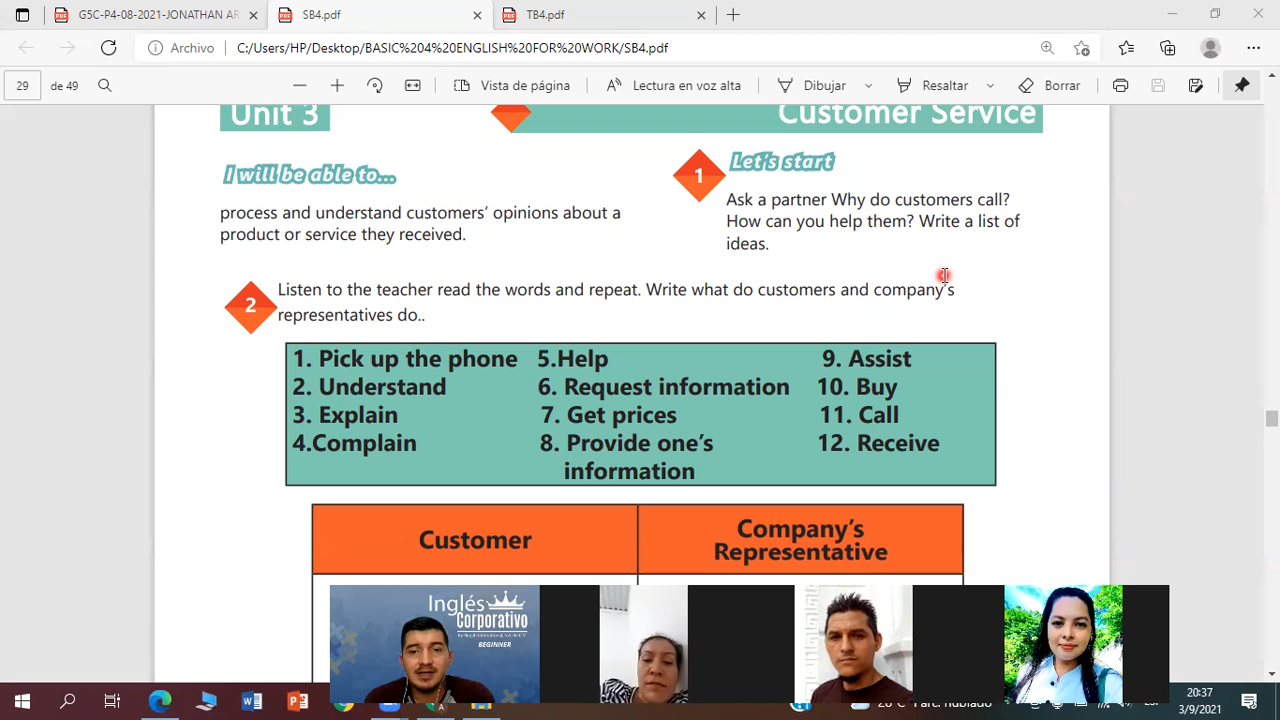 G5C-P4-08-2021-JONATHAN AR
SB4.pdf
TB4.pdf
Archivo
C:/Users/HP/Desktop/BASIC%204%20ENGLISH%20FOR%20WORK/SB4.pdf
29 de 49
Vista de página
Lectura en voz alta
Dibujar
Resaltar
Borrar
Unit 3
Customer Service
I will be able to...
process and understand customers' opinions about a
product or service they received.
1
Let's start
Ask a partner Why do customers call?
How can you help them? Write a list of
ideas.
2
Listen to the teacher read the words and repeat. Write what do customers and company's
representatives do..
1. Pick up the phone
2. Understand
3. Explain
4.Complain
5.Help
6. Request information
7. Get prices
8. Provide one's
information
9. Assist
10. Buy
11. Call
12. Receive
Customer
Company's
Representative
Inglés
Corporativo
BEGINNER
20:37
3/9/2021